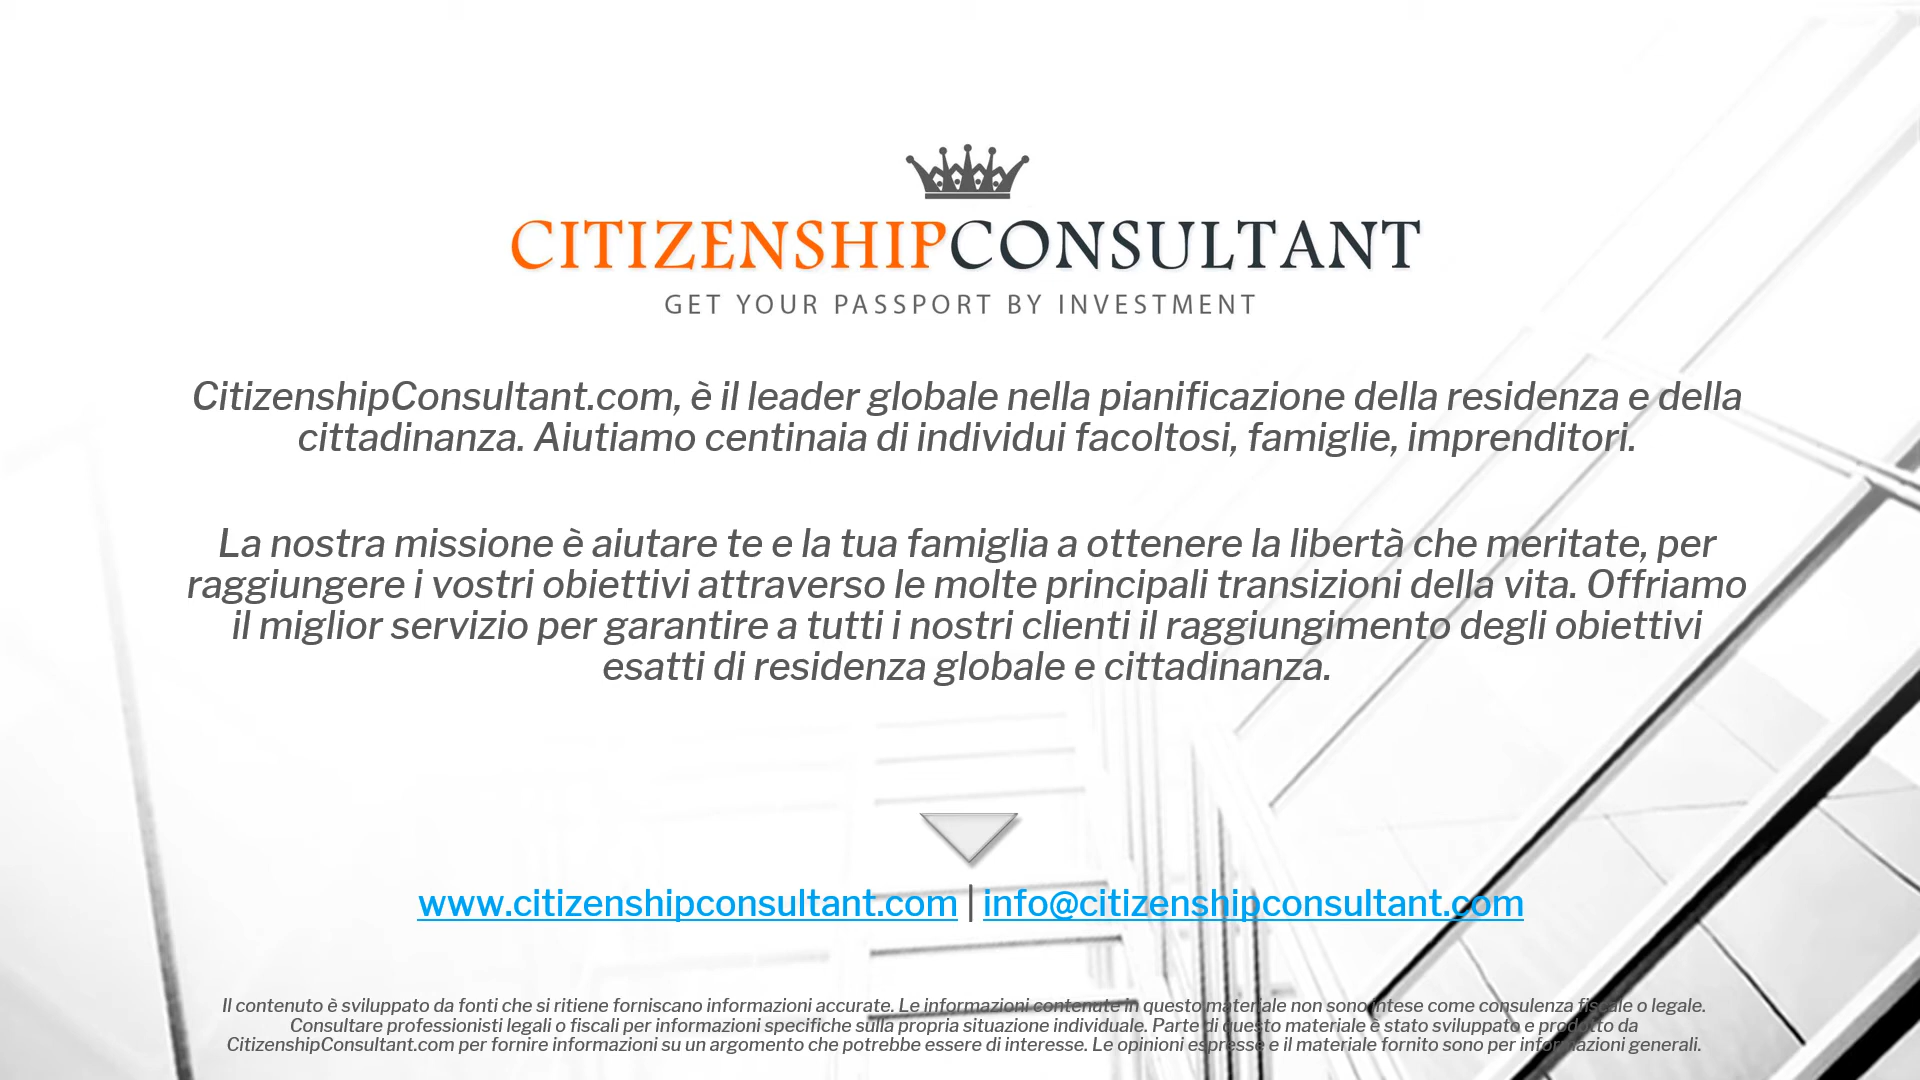 CITIZENSHIPCONSULTANT
GET YOUR PASSPORT BY INVESTMENT
CitizenshipConsultant.com, è il leader globale nella pianificazione della residenza e della
cittadinanza. Aiutiamo centinaia di individui facoltosi, famiglie, imprenditori.
La nostra missione è aiutare te e la tua famiglia a ottenere la libertà che meritate, per
raggiungere i vostri obiettivi attraverso le molte principali transizioni della vita. Offriamo
il miglior servizio per garantire a tutti i nostri clienti il raggiungimento degli obiettivi
esatti di residenza globale e cittadinanza.
www.citizenshipconsultant.com | info@citizenshipconsultant.com
Il contenuto è sviluppato da fonti che si ritiene forniscano informazioni accurate. Le informazioni contenute in questo materiale non sono intese come consulenza fiscale o legale.
Consultare professionisti legali o fiscali per informazioni specifiche sulla propria situazione individuale. Parte di questo materiale è stato sviluppato e prodotto da
CitizenshipConsultant.com per fornire informazioni su un argomento che potrebbe essere di interesse. Le opinioni espresse e il materiale fornito sono per informazioni generali.